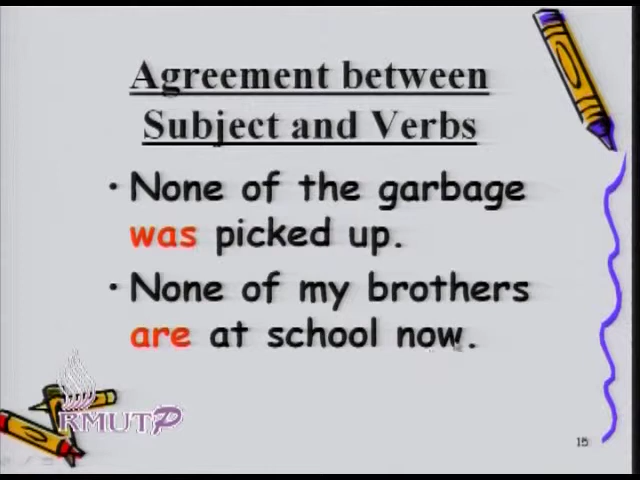 Agreement between
Subject and Verbs
• None of the garbage
was picked up.
• None of my brothers
are at school now.
RMUTP
15